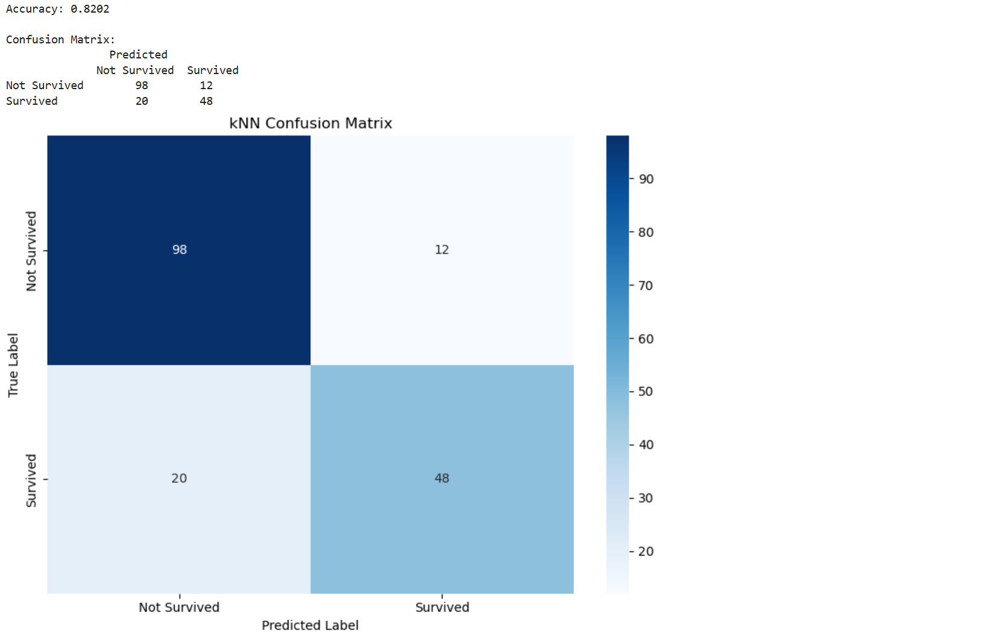 Accuracy: 0.8202
Confusion Matrix:
Predicted
Not Survived  Survived
Not Survived        98        12
Survived            20        48
kNN Confusion Matrix
Not Survived
98
12
90
80
70
60
50
40
30
20
True Label
Survived
20
48
Not Survived
Survived
Predicted Label